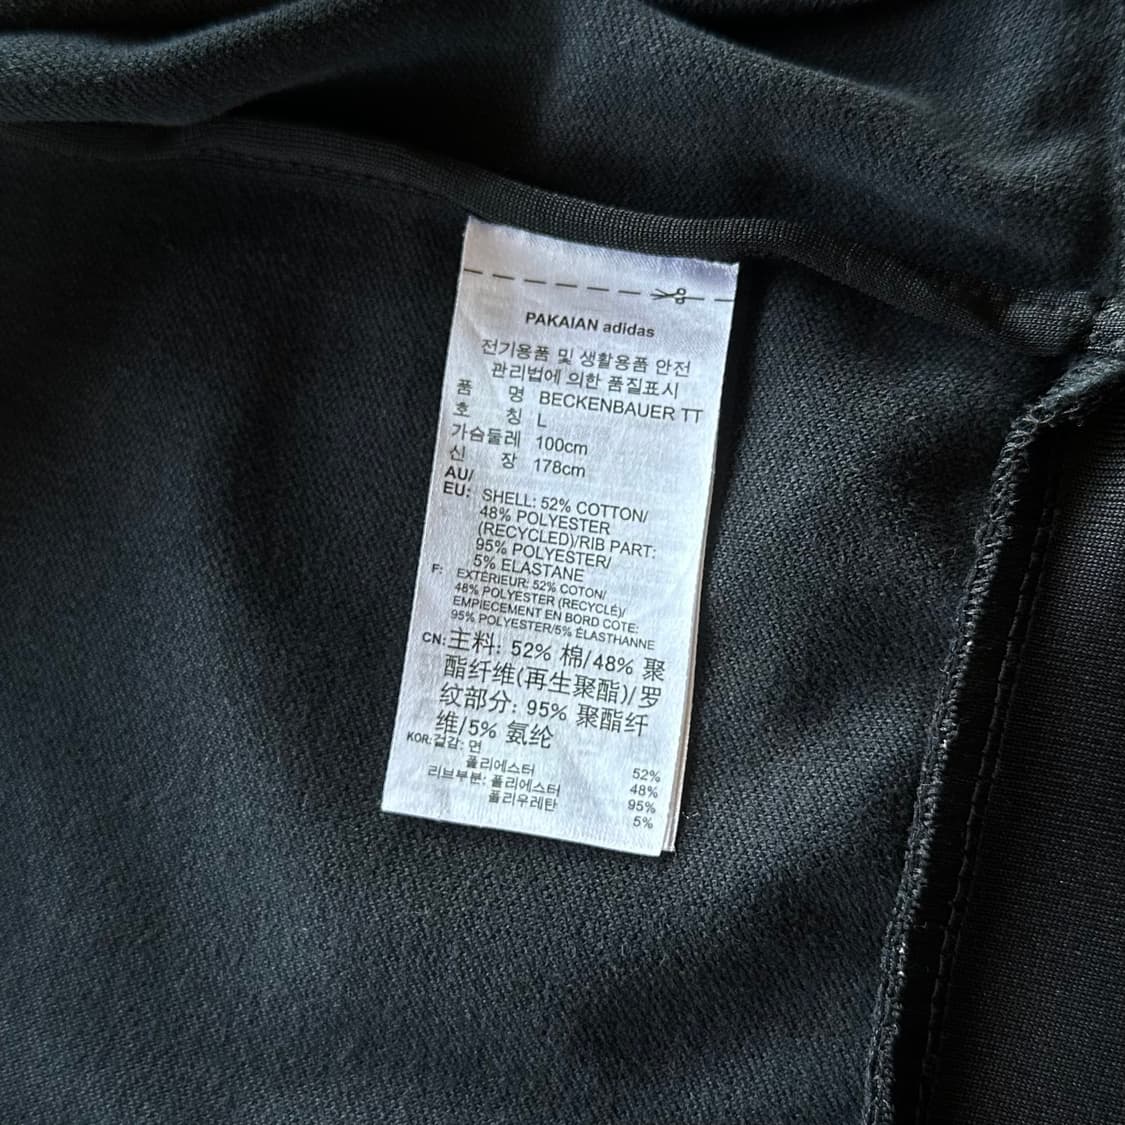 PAKAIAN adidas
전기용품 및 생활용품 안전
관리법에 의한 품질표시
품 명 BECKENBAUER TT
호 칭 L
가슴둘레 100cm
신 장 178cm
AU/
EU: SHELL: 52% COTTON/
48% POLYESTER
(RECYCLED)/RIB PART:
95% POLYESTER/
5% ELASTANE
F: EXTÉRIEUR: 52% COTON/
48% POLYESTER (RECYCLÉ)/
EMPIECEMENT EN BORD COTE:
95% POLYESTER/5% ÉLASTHANNE
CN: 主料: 52% 棉/48% 聚
酯纤维(再生聚酯)/罗
纹部分: 95% 聚酯纤
维/5% 氨纶
KOR: 겉감: 면 52%
폴리에스터 48%
리브부분: 폴리에스터 95%
폴리우레탄 5%